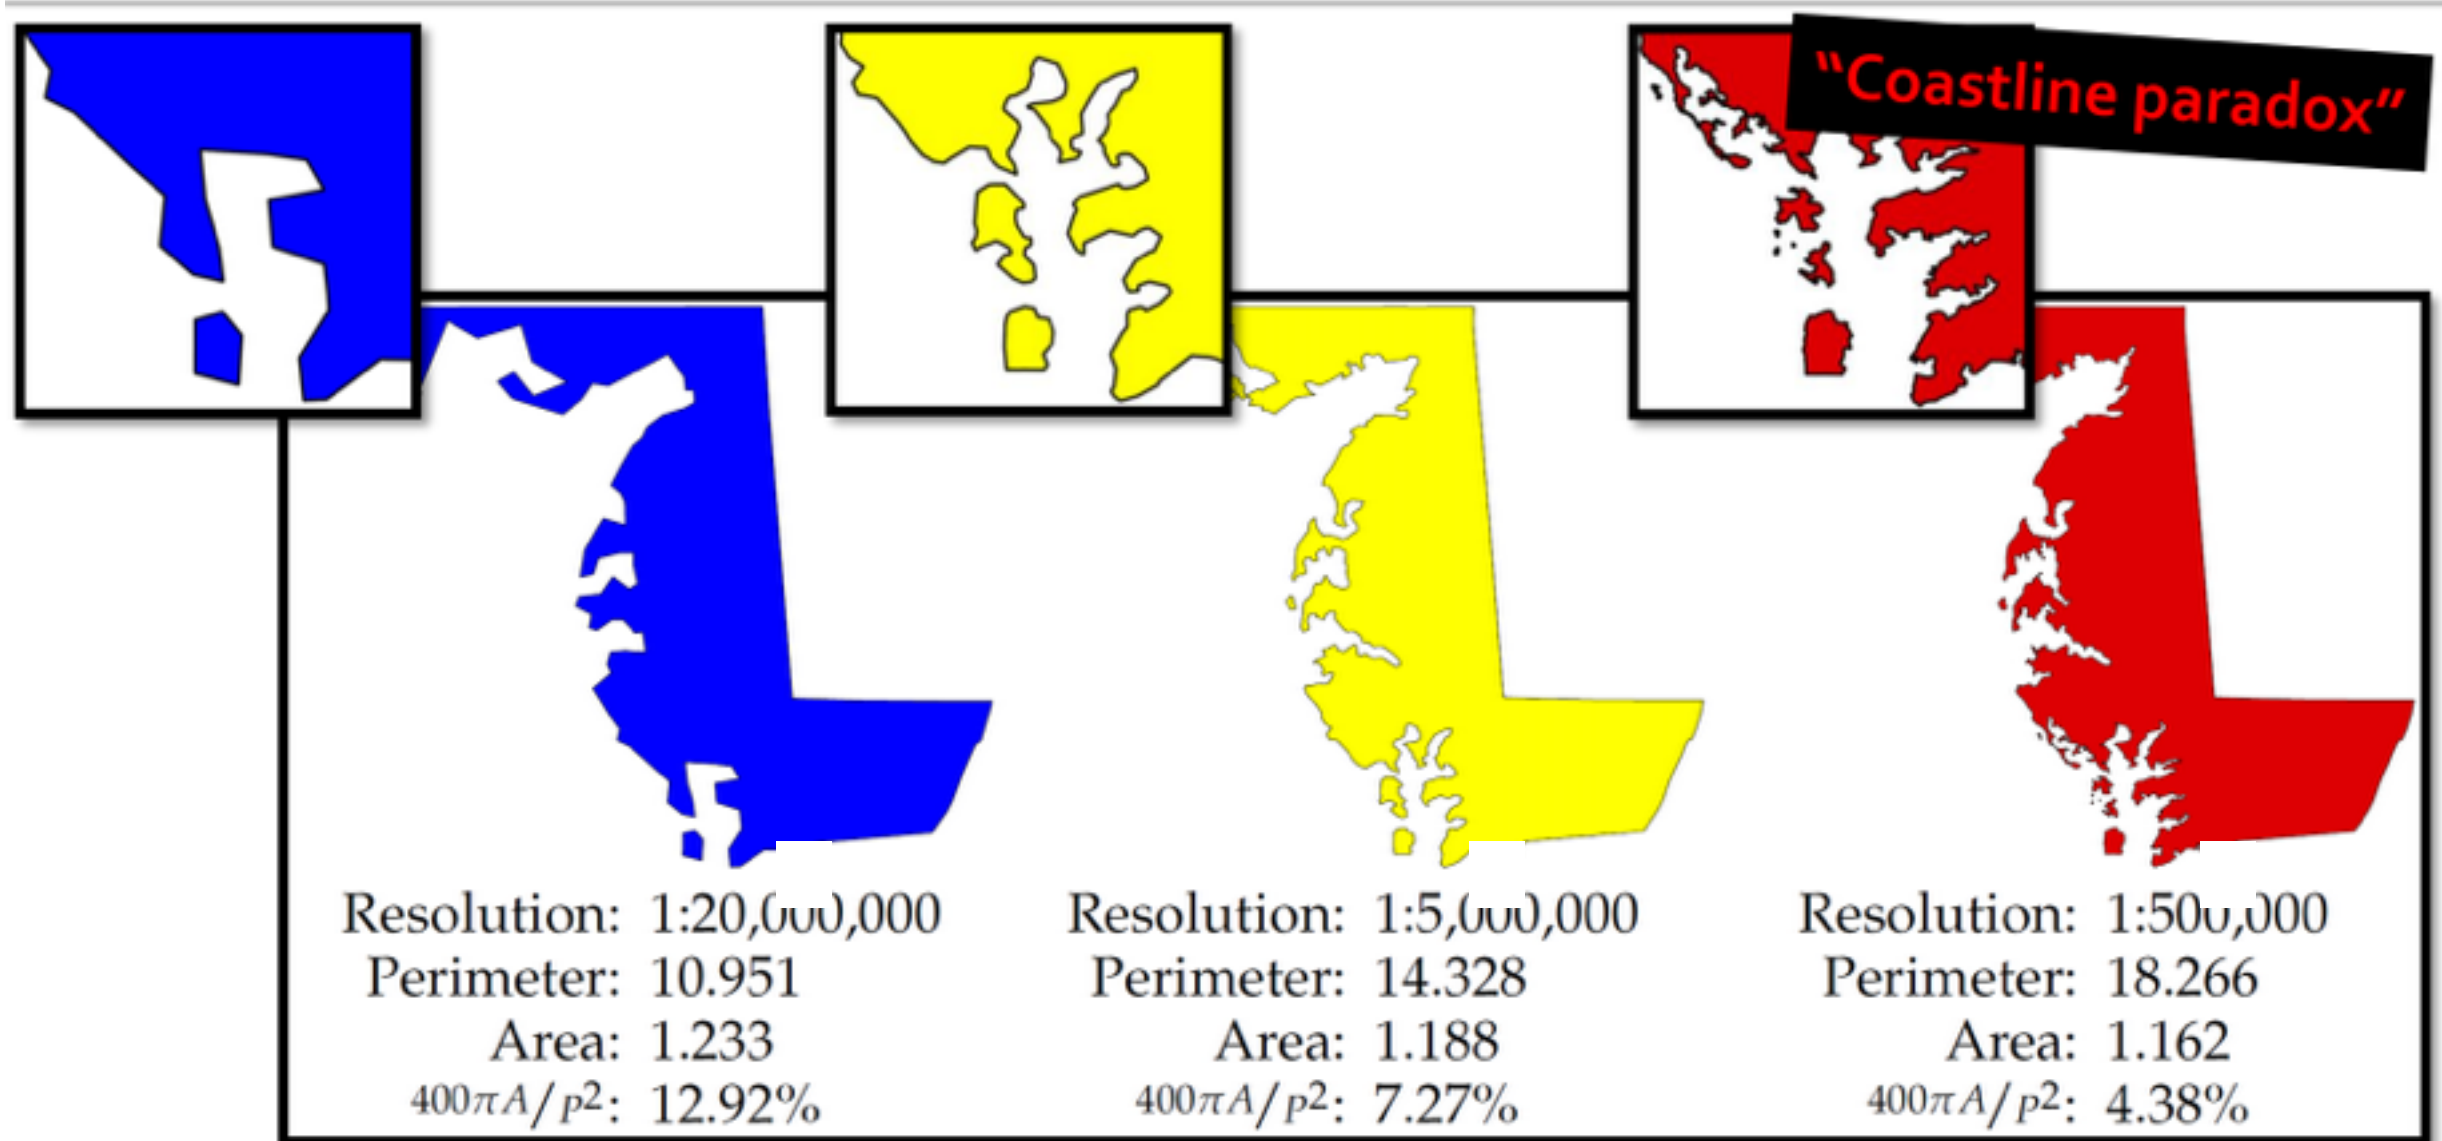 “Coastline paradox”
Resolution: 1:20,000,000
Perimeter: 10.951
Area: 1.233
400πA/p²: 12.92%
Resolution: 1:5,000,000
Perimeter: 14.328
Area: 1.188
400πA/p²: 7.27%
Resolution: 1:500,000
Perimeter: 18.266
Area: 1.162
400πA/p²: 4.38%